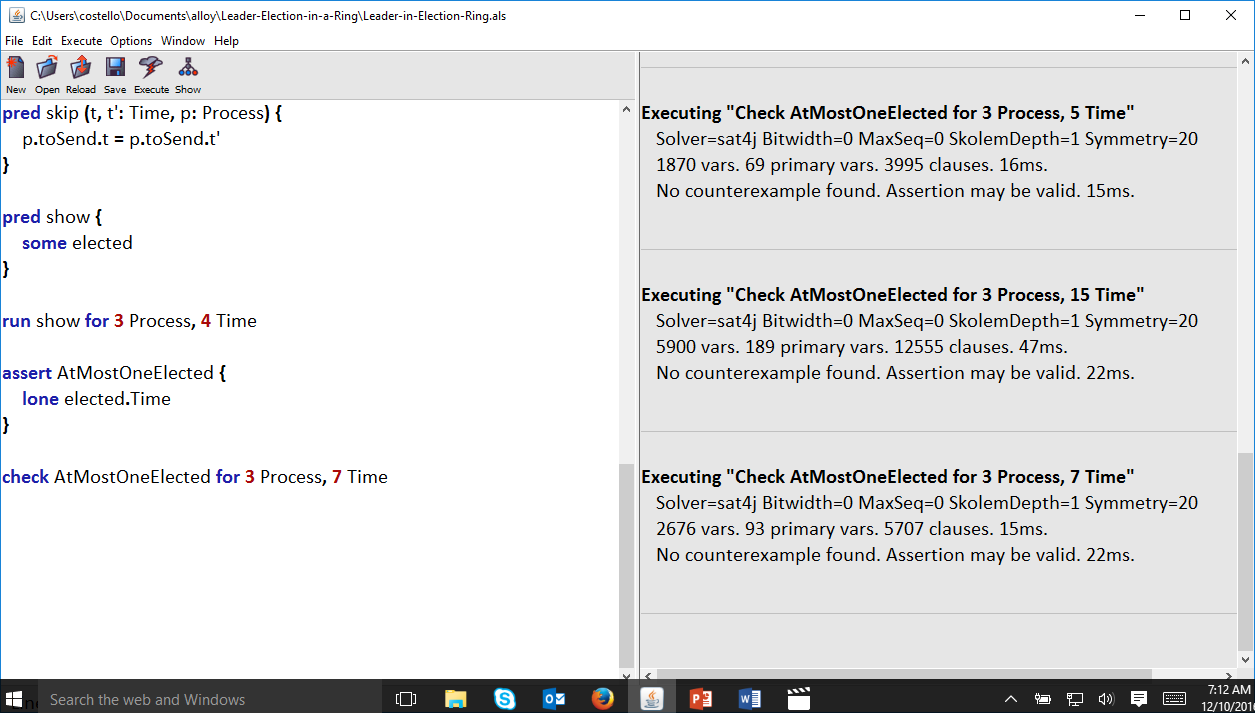 C:\Users\costello\Documents\alloy\Leader-Election-in-a-Ring\Leader-in-Election-Ring.als
File Edit Execute Options Window Help
New Open Reload Save Execute Show
pred skip (t, t': Time, p: Process) {
p.toSend.t = p.toSend.t'
}
pred show {
some elected
}
run show for 3 Process, 4 Time
assert AtMostOneElected {
lone elected.Time
}
check AtMostOneElected for 3 Process, 7 Time
Executing "Check AtMostOneElected for 3 Process, 5 Time"
Solver=sat4j Bitwidth=0 MaxSeq=0 SkolemDepth=1 Symmetry=20
1870 vars. 69 primary vars. 3995 clauses. 16ms.
No counterexample found. Assertion may be valid. 15ms.
Executing "Check AtMostOneElected for 3 Process, 15 Time"
Solver=sat4j Bitwidth=0 MaxSeq=0 SkolemDepth=1 Symmetry=20
5900 vars. 189 primary vars. 12555 clauses. 47ms.
No counterexample found. Assertion may be valid. 22ms.
Executing "Check AtMostOneElected for 3 Process, 7 Time"
Solver=sat4j Bitwidth=0 MaxSeq=0 SkolemDepth=1 Symmetry=20
2676 vars. 93 primary vars. 5707 clauses. 15ms.
No counterexample found. Assertion may be valid. 22ms.
Search the web and Windows
7:12 AM